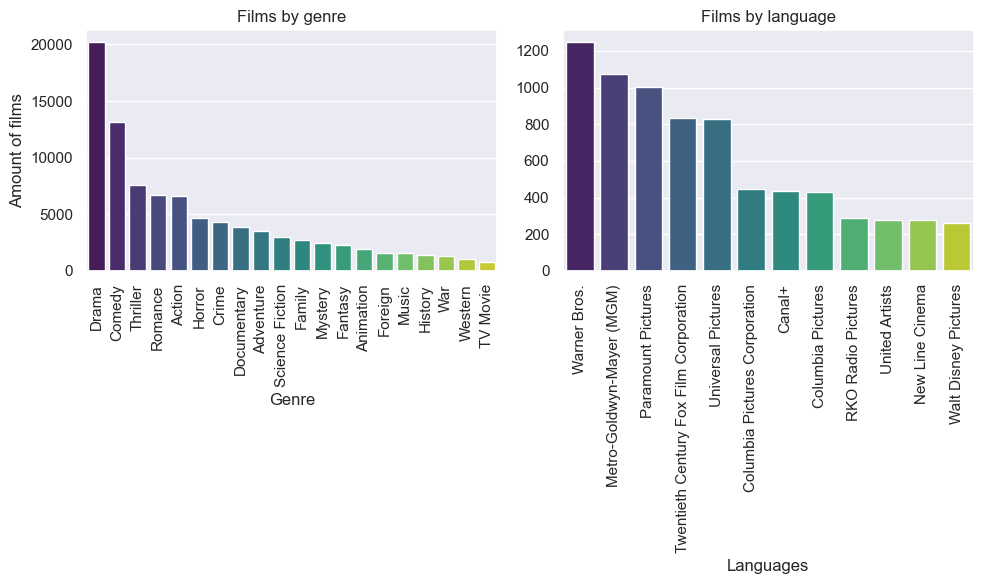 Films by genre
Amount of films
20000
15000
10000
5000
0
Drama
Comedy
Thriller
Romance
Action
Horror
Crime
Documentary
Adventure
Science Fiction
Family
Mystery
Fantasy
Animation
Foreign
Music
History
War
Western
TV Movie
Genre
Films by language
1200
1000
800
600
400
200
0
Warner Bros.
Metro-Goldwyn-Mayer (MGM)
Paramount Pictures
Twentieth Century Fox Film Corporation
Universal Pictures
Columbia Pictures Corporation
Canal+
Columbia Pictures
RKO Radio Pictures
United Artists
New Line Cinema
Walt Disney Pictures
Languages